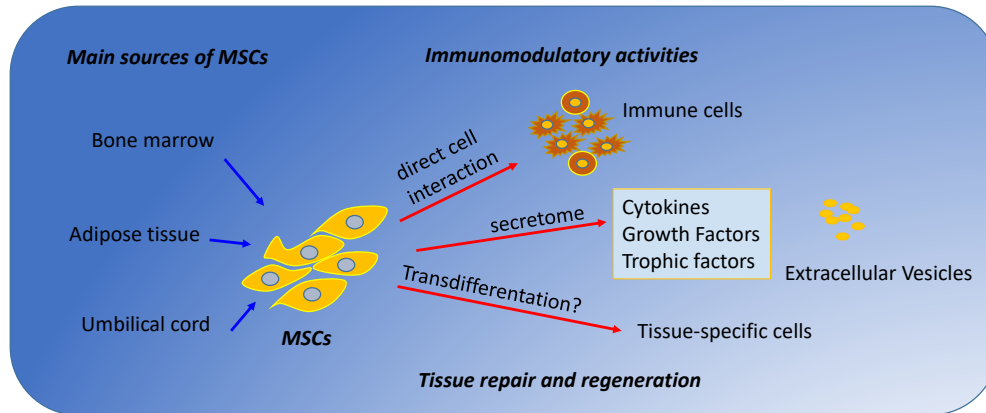 Main sources of MSCs
Immunomodulatory activities
Bone marrow
Adipose tissue
Umbilical cord
MSCs
direct cell
interaction
Immune cells
secretome
Cytokines
Growth Factors
Trophic factors
Extracellular Vesicles
Transdifferentation?
Tissue-specific cells
Tissue repair and regeneration